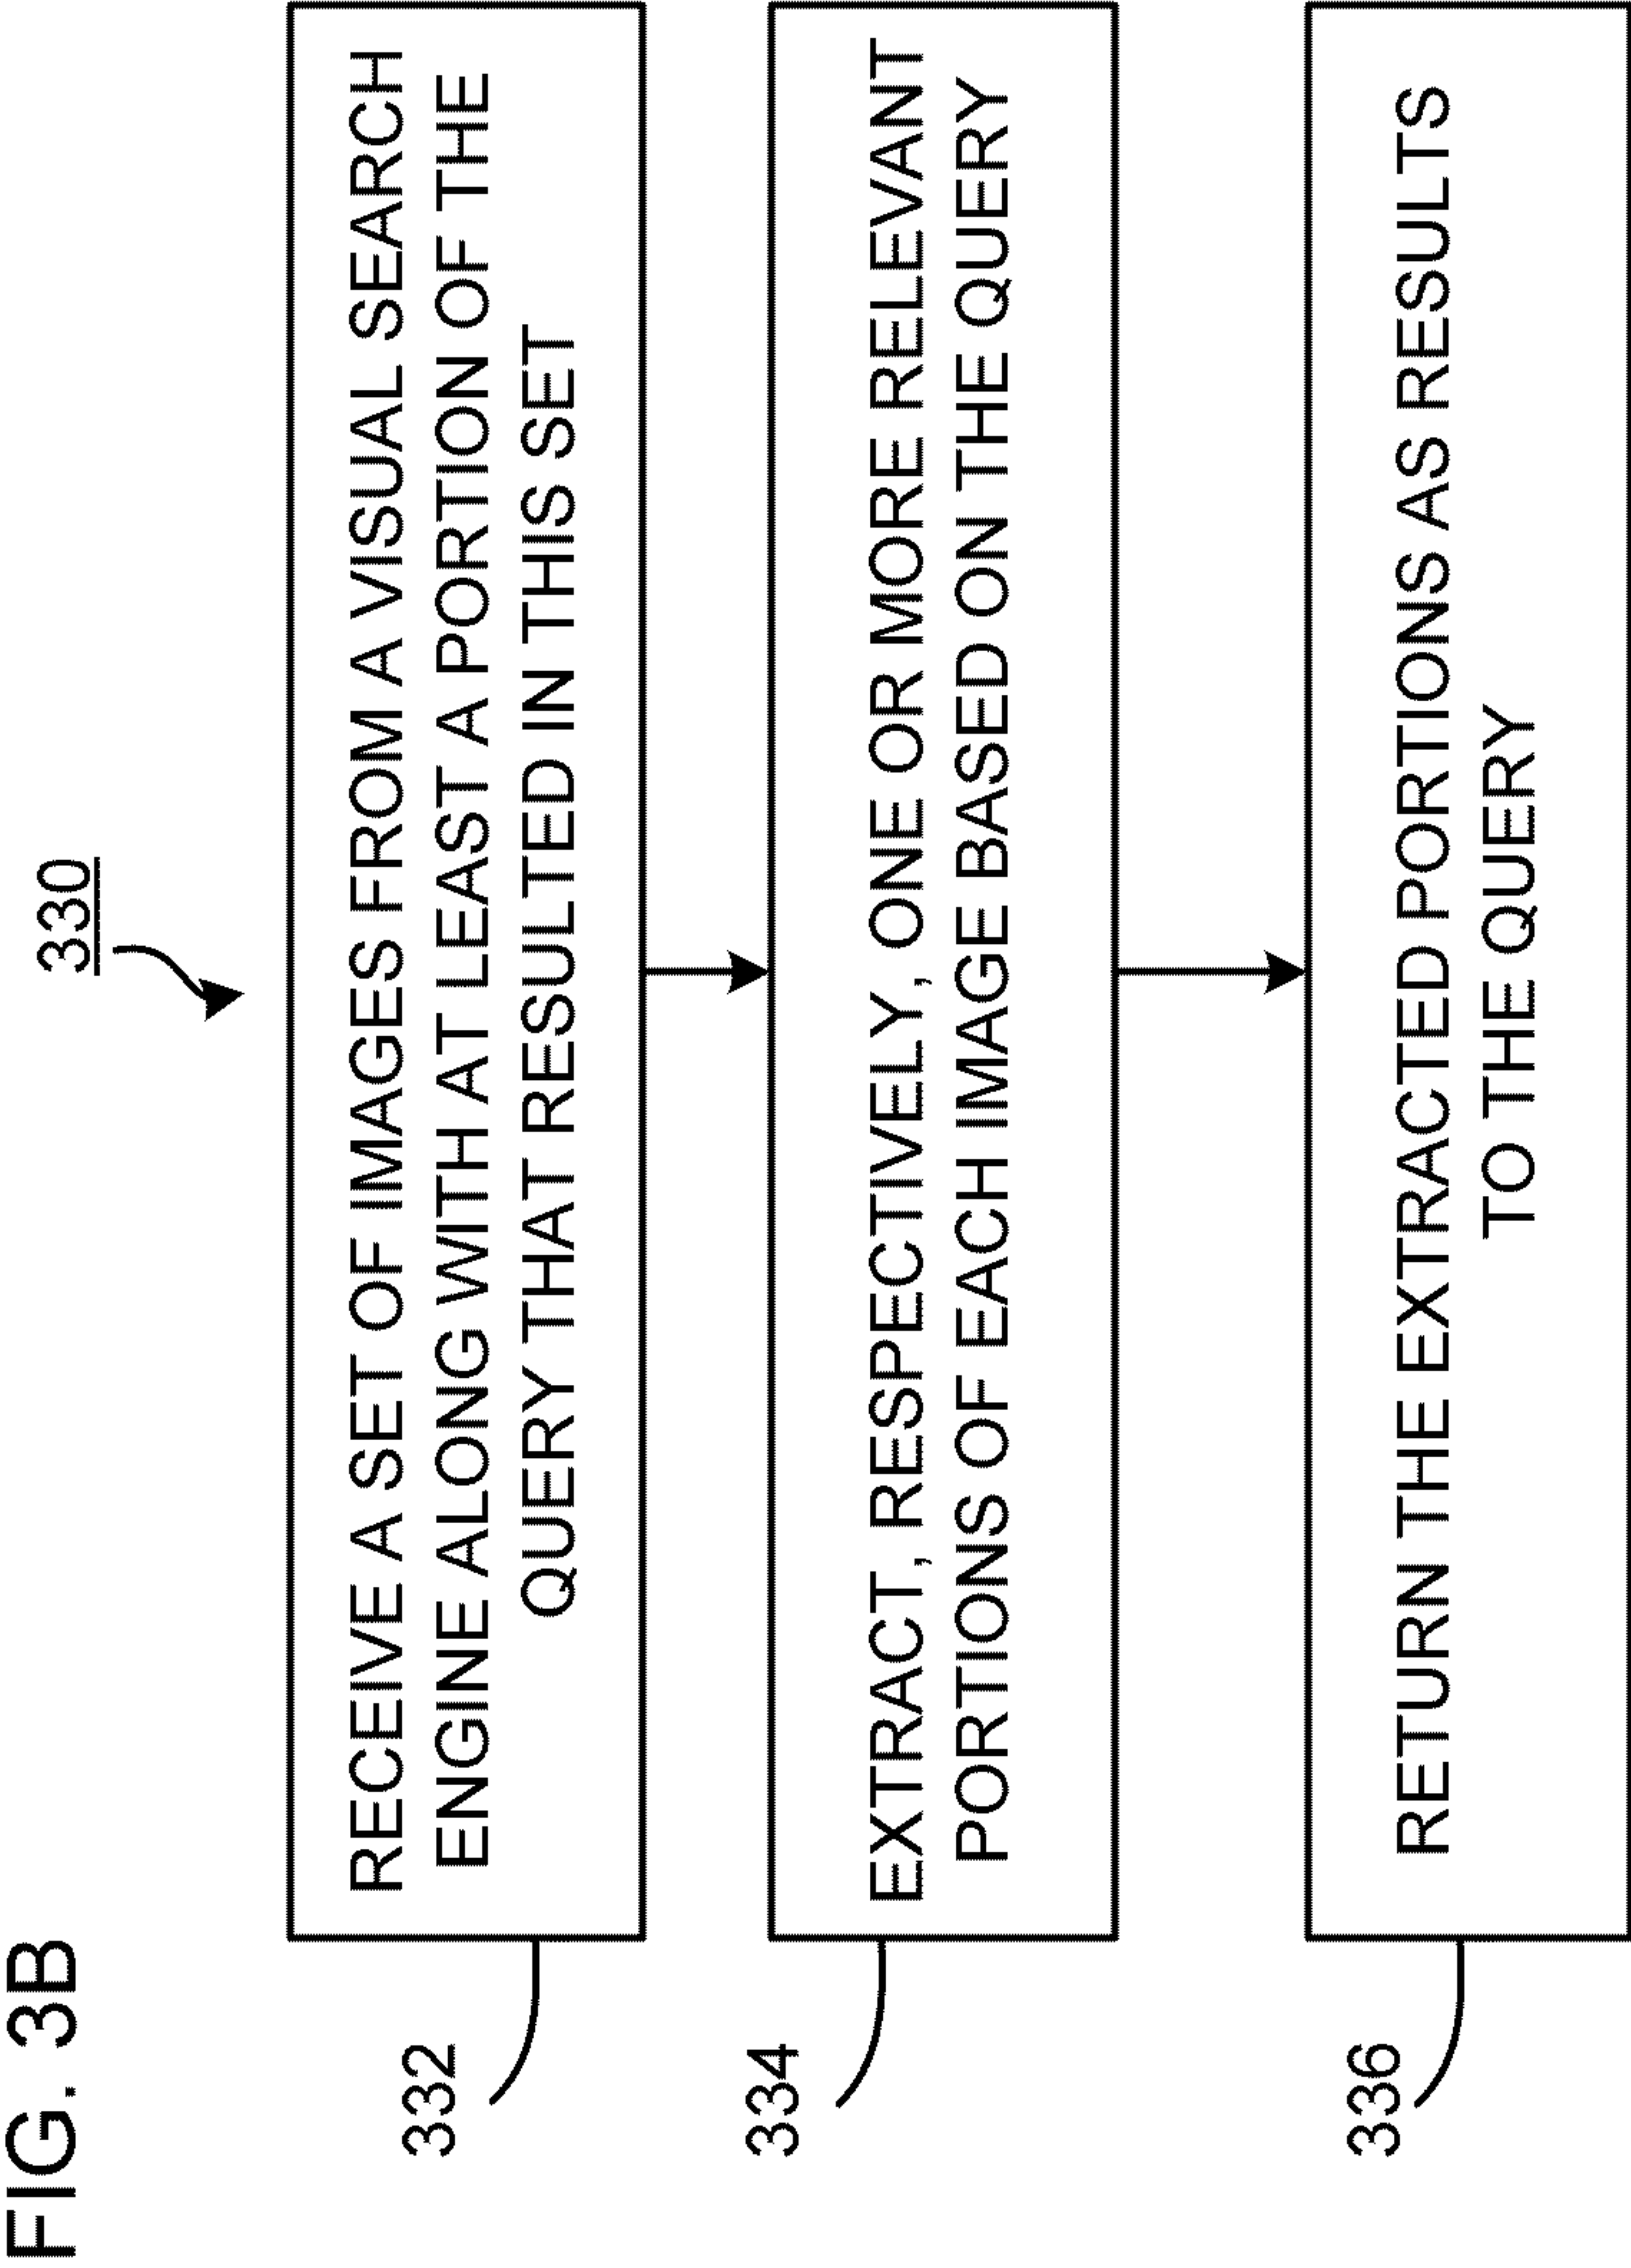 FIG. 3B
330
RECEIVE A SET OF IMAGES FROM A VISUAL SEARCH
ENGINE ALONG WITH AT LEAST A PORTION OF THE
QUERY THAT RESULTED IN THIS SET
332
EXTRACT, RESPECTIVELY, ONE OR MORE RELEVANT
PORTIONS OF EACH IMAGE BASED ON THE QUERY
334
RETURN THE EXTRACTED PORTIONS AS RESULTS
TO THE QUERY
336